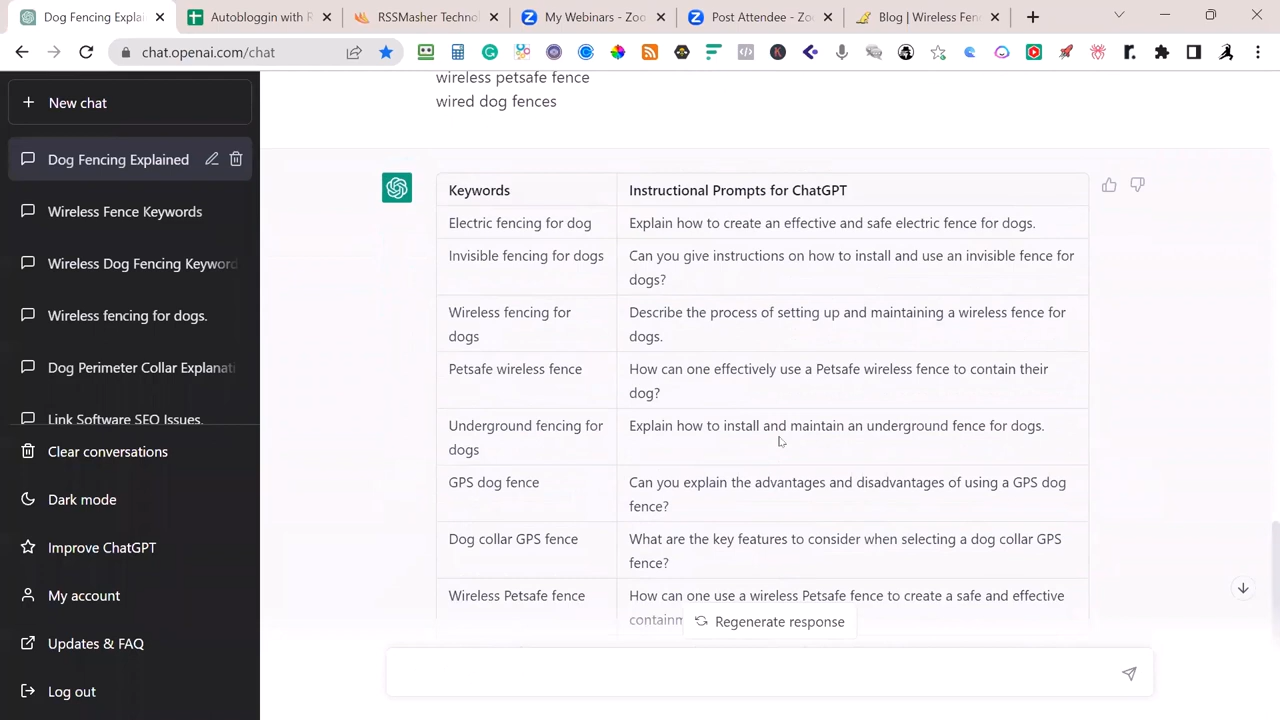 Dog Fencing Explained
Autobloggin with R
RSSMasher Techno
My Webinars - Zoo
Post Attendee - Zo
Blog | Wireless Fen
chat.openai.com/chat
New chat
Dog Fencing Explained
Wireless Fence Keywords
Wireless Dog Fencing Keyword
Wireless fencing for dogs.
Dog Perimeter Collar Explanati
Link Software SEO Issues.
Clear conversations
Dark mode
Improve ChatGPT
My account
Updates & FAQ
Log out
wireless petsafe fence
wired dog fences
Keywords
Instructional Prompts for ChatGPT
Electric fencing for dog
Explain how to create an effective and safe electric fence for dogs.
Invisible fencing for dogs
Can you give instructions on how to install and use an invisible fence for
dogs?
Wireless fencing for
dogs
Describe the process of setting up and maintaining a wireless fence for
dogs.
Petsafe wireless fence
How can one effectively use a Petsafe wireless fence to contain their
dog?
Underground fencing for
dogs
Explain how to install and maintain an underground fence for dogs.
GPS dog fence
Can you explain the advantages and disadvantages of using a GPS dog
fence?
Dog collar GPS fence
What are the key features to consider when selecting a dog collar GPS
fence?
Wireless Petsafe fence
How can one use a wireless Petsafe fence to create a safe and effective
containm
Regenerate response